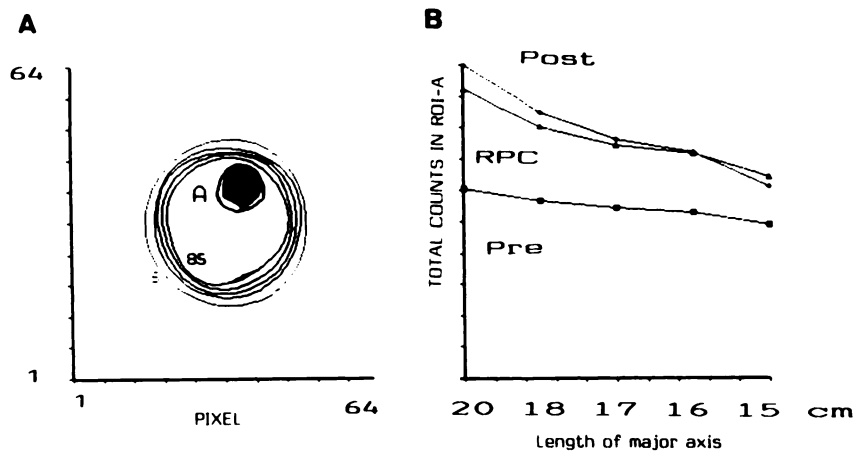 A
64
A
85
1
1
64
PIXEL
B
Post
RPC
Pre
TOTAL COUNTS IN ROI-A
20 18 17 16 15 cm
Length of major axis